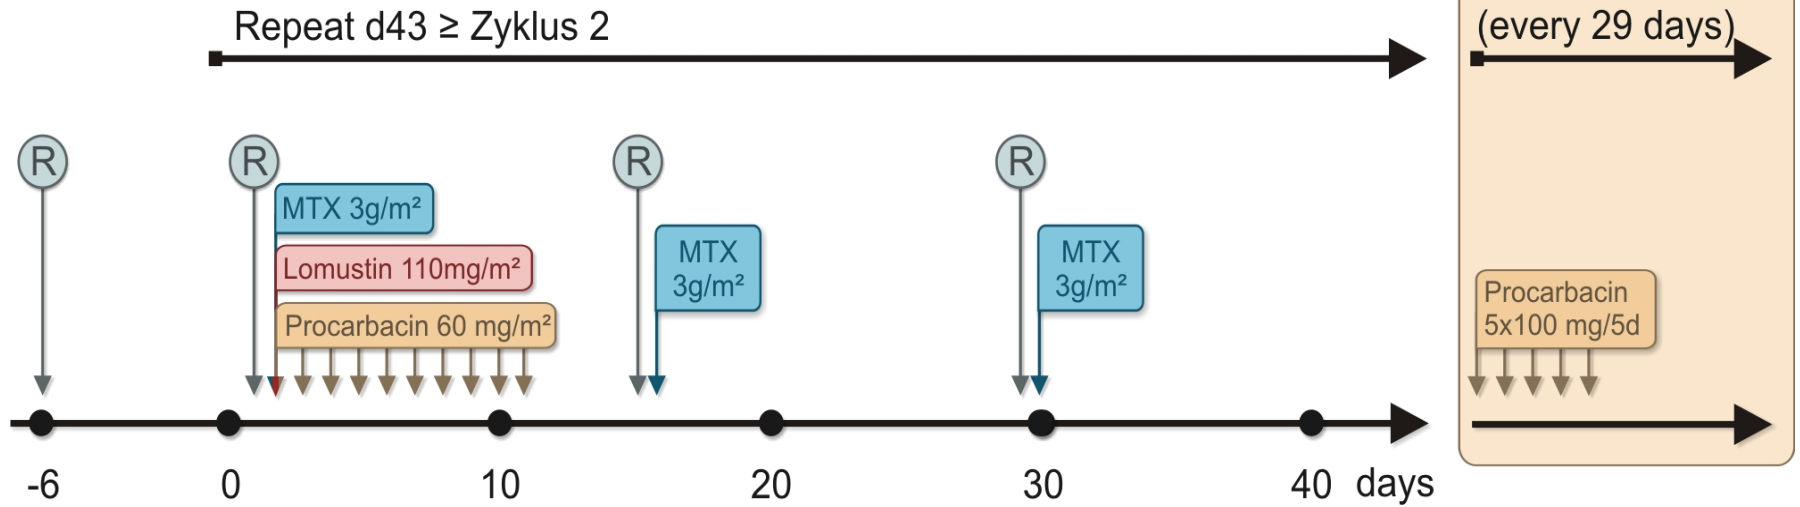 Repeat d43 ≥ Zyklus 2
(every 29 days)
R
R
R
R
MTX 3g/m²
Lomustin 110mg/m²
Procarbacin 60 mg/m²
MTX
3g/m²
MTX
3g/m²
Procarbacin
5x100 mg/5d
-6
0
10
20
30
40
days